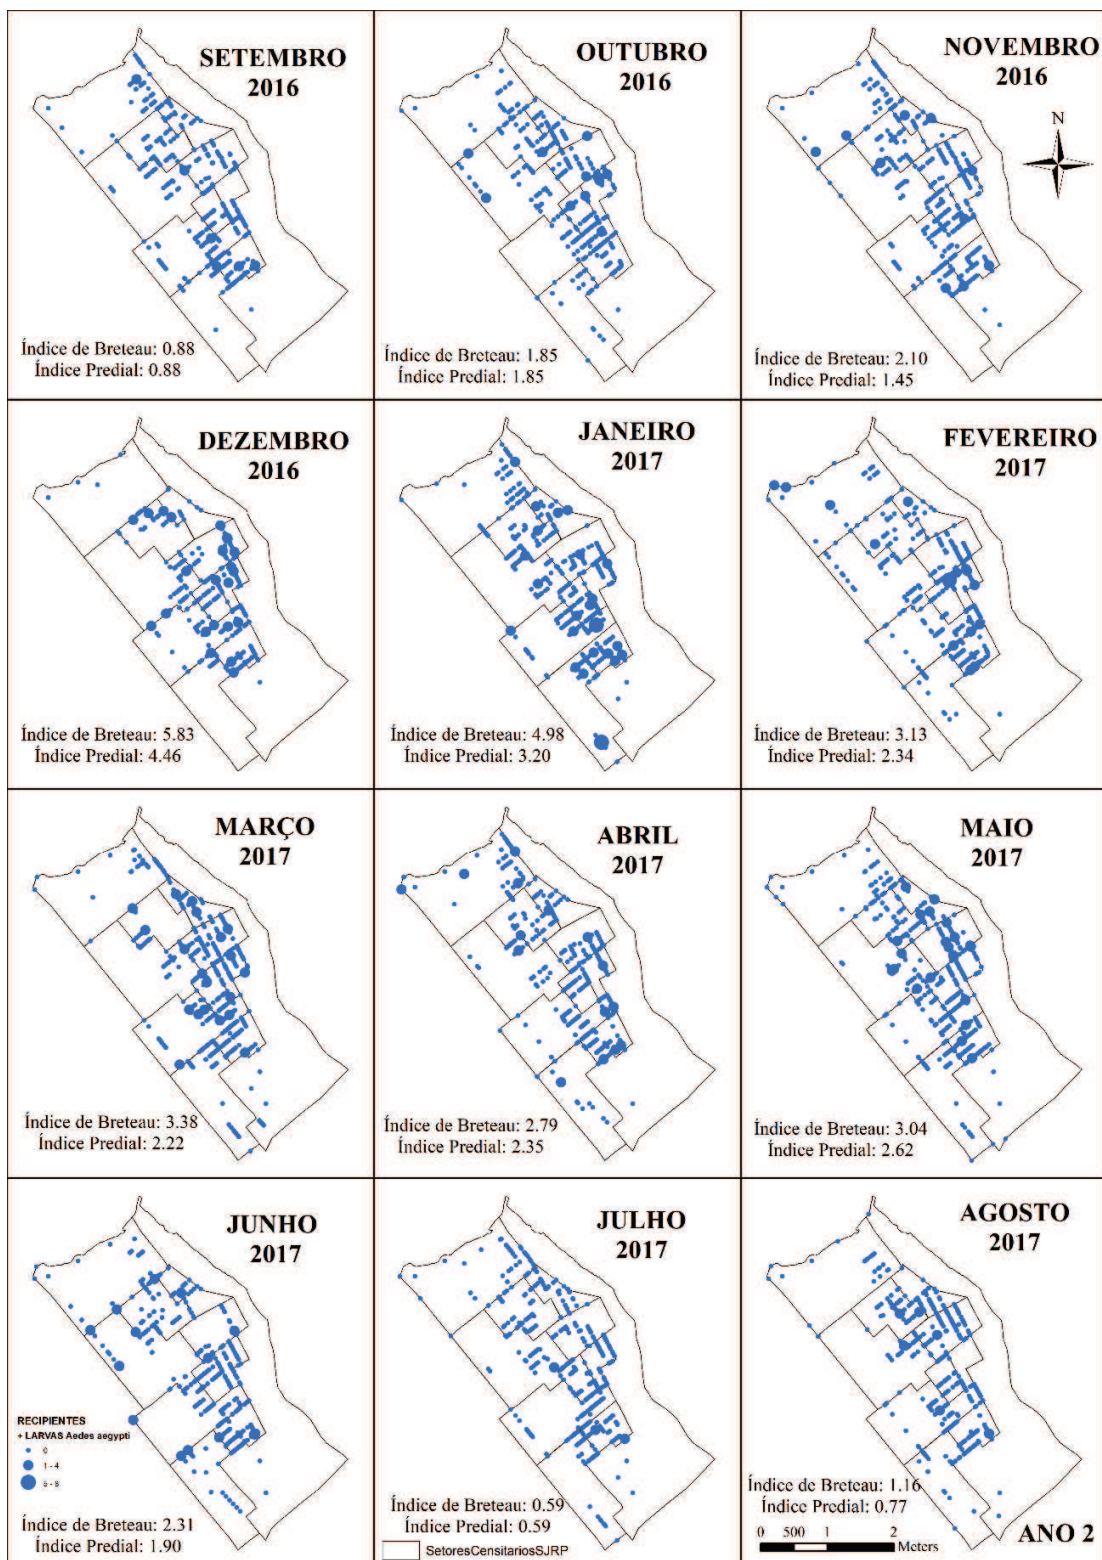 SETEMBRO
2016
Índice de Breteau: 0.88
Índice Predial: 0.88
OUTUBRO
2016
Índice de Breteau: 1.85
Índice Predial: 1.85
NOVEMBRO
2016
N
Índice de Breteau: 2.10
Índice Predial: 1.45
DEZEMBRO
2016
Índice de Breteau: 5.83
Índice Predial: 4.46
JANEIRO
2017
Índice de Breteau: 4.98
Índice Predial: 3.20
FEVEREIRO
2017
Índice de Breteau: 3.13
Índice Predial: 2.34
MARÇO
2017
Índice de Breteau: 3.38
Índice Predial: 2.22
ABRIL
2017
Índice de Breteau: 2.79
Índice Predial: 2.35
MAIO
2017
Índice de Breteau: 3.04
Índice Predial: 2.62
JUNHO
2017
RECIPIENTES
+ LARVAS Aedes aegypti
0
1 - 4
5 - 8
Índice de Breteau: 2.31
Índice Predial: 1.90
JULHO
2017
Índice de Breteau: 0.59
Índice Predial: 0.59
SetoresCensitariosSJRP
AGOSTO
2017
Índice de Breteau: 1.16
Índice Predial: 0.77
0 500 1 2
Meters
ANO 2